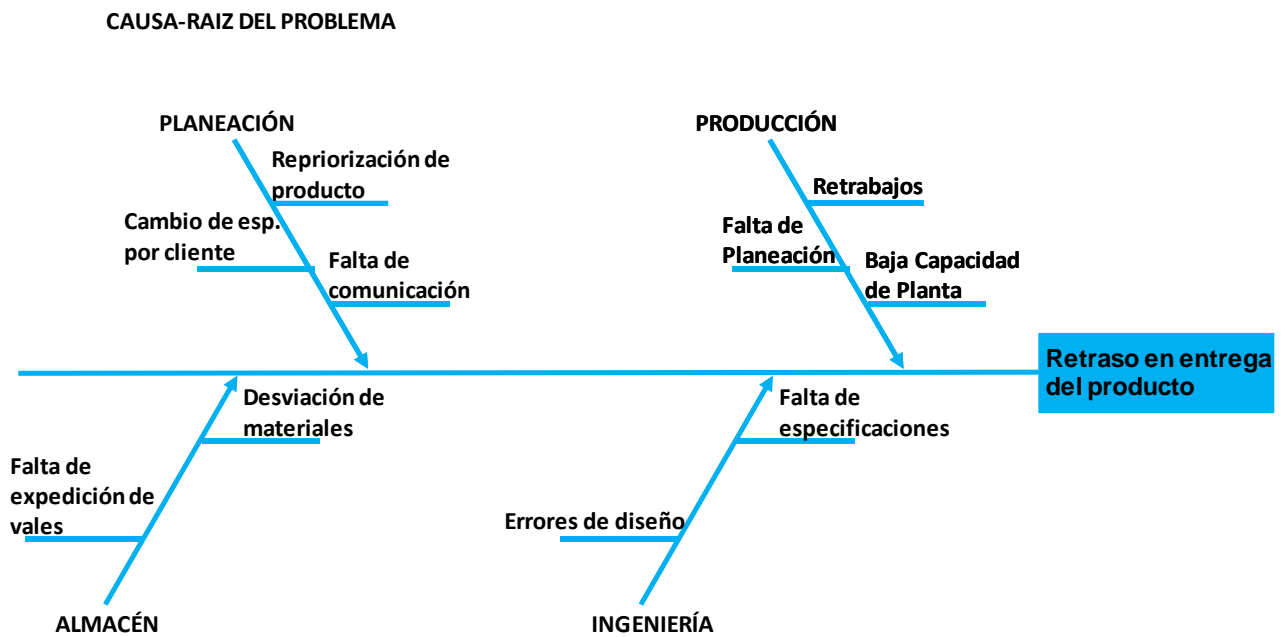 CAUSA-RAIZ DEL PROBLEMA
PLANEACIÓN
Repriorización de
producto
Cambio de esp.
por cliente
Falta de
comunicación
PRODUCCIÓN
Retrabajos
Falta de
Planeación
Baja Capacidad
de Planta
Retraso en entrega
del producto
Desviación de
materiales
Falta de
expedición de
vales
ALMACÉN
Falta de
especificaciones
Errores de diseño
INGENIERÍA